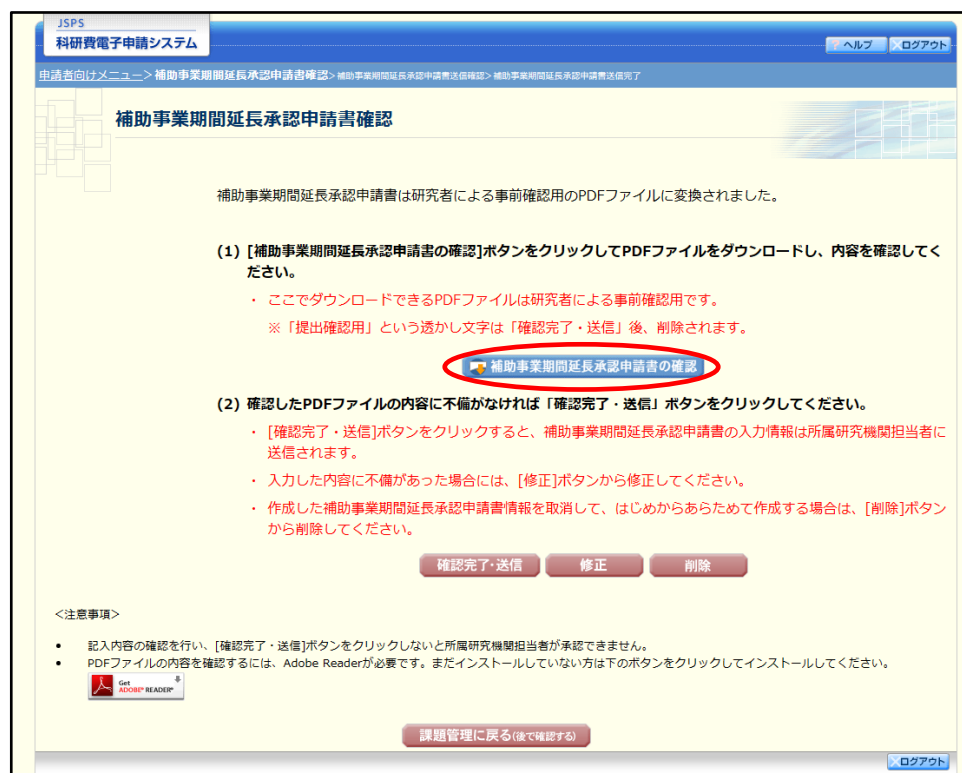 JSPS
科研費電子申請システム
ヘルプ
ログアウト
申請者向けメニュー>補助事業期間延長承認申請書確認>補助事業期間延長承認申請書送信確認>補助事業期間延長承認申請書送信完了
補助事業期間延長承認申請書確認
補助事業期間延長承認申請書は研究者による事前確認用のPDFファイルに変換されました。
(1) [補助事業期間延長承認申請書の確認]ボタンをクリックしてPDFファイルをダウンロードし、内容を確認してく
ださい。
・ ここでダウンロードできるPDFファイルは研究者による事前確認用です。
※「提出確認用」という透かし文字は「確認完了・送信」後、削除されます。
補助事業期間延長承認申請書の確認
(2) 確認したPDFファイルの内容に不備がなければ「確認完了・送信」ボタンをクリックしてください。
・ [確認完了・送信]ボタンをクリックすると、補助事業期間延長承認申請書の入力情報は所属研究機関担当者に
送信されます。
・ 入力した内容に不備があった場合には、[修正]ボタンから修正してください。
・ 作成した補助事業期間延長承認申請書情報を取消して、はじめからあらためて作成する場合は、[削除]ボタン
から削除してください。
確認完了・送信 修正 削除
<注意事項>
• 記入内容の確認を行い、[確認完了・送信]ボタンをクリックしないと所属研究機関担当者が承認できません。
• PDFファイルの内容を確認するには、Adobe Readerが必要です。まだインストールしていない方は下のボタンをクリックしてインストールしてください。
Get
ADOBE® READER®
課題管理に戻る(後で確認する)
ログアウト